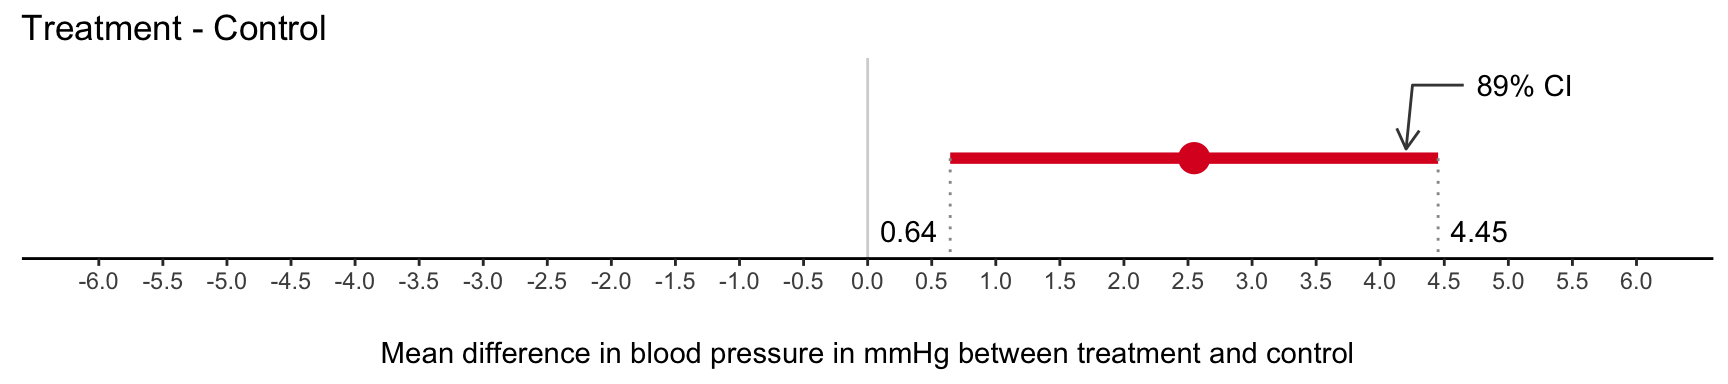 Treatment - Control
89% CI
0.64 4.45
-6.0 -5.5 -5.0 -4.5 -4.0 -3.5 -3.0 -2.5 -2.0 -1.5 -1.0 -0.5 0.0 0.5 1.0 1.5 2.0 2.5 3.0 3.5 4.0 4.5 5.0 5.5 6.0
Mean difference in blood pressure in mmHg between treatment and control